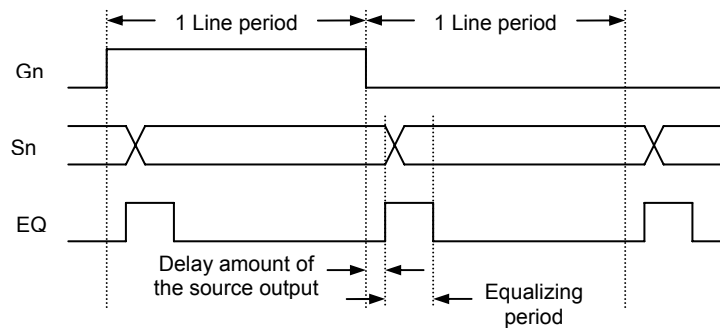 1 Line period
1 Line period
Gn
Sn
EQ
Delay amount of
the source output
Equalizing
period